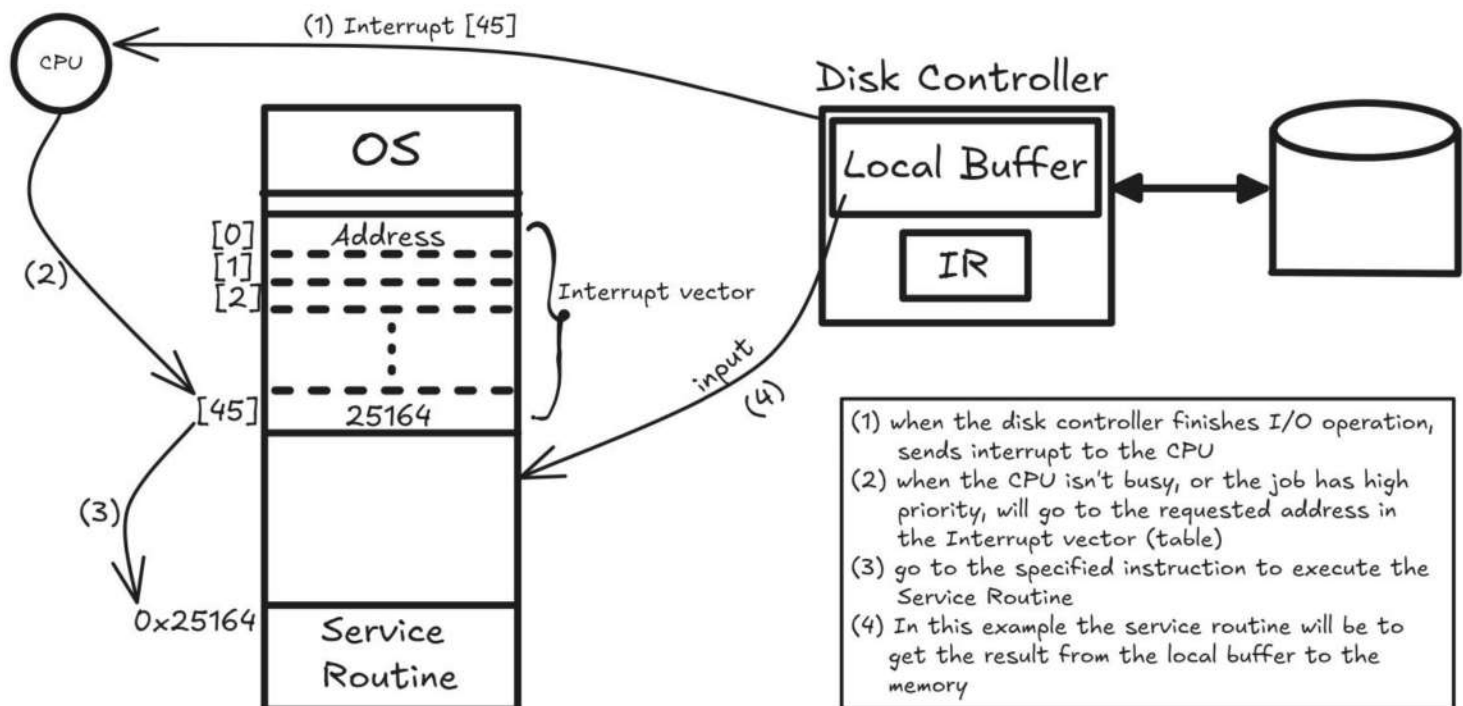 (1) Interrupt [45]
CPU
Disk Controller
OS
Local Buffer
[0]
Address
[1]
IR
(2)
[2]
Interrupt vector
input
(4)
[45]
25164
(3)
0x25164
Service
Routine
(1) when the disk controller finishes I/O operation,
sends interrupt to the CPU
(2) when the CPU isn't busy, or the job has high
priority, will go to the requested address in
the Interrupt vector (table)
(3) go to the specified instruction to execute the
Service Routine
(4) In this example the service routine will be to
get the result from the local buffer to the
memory